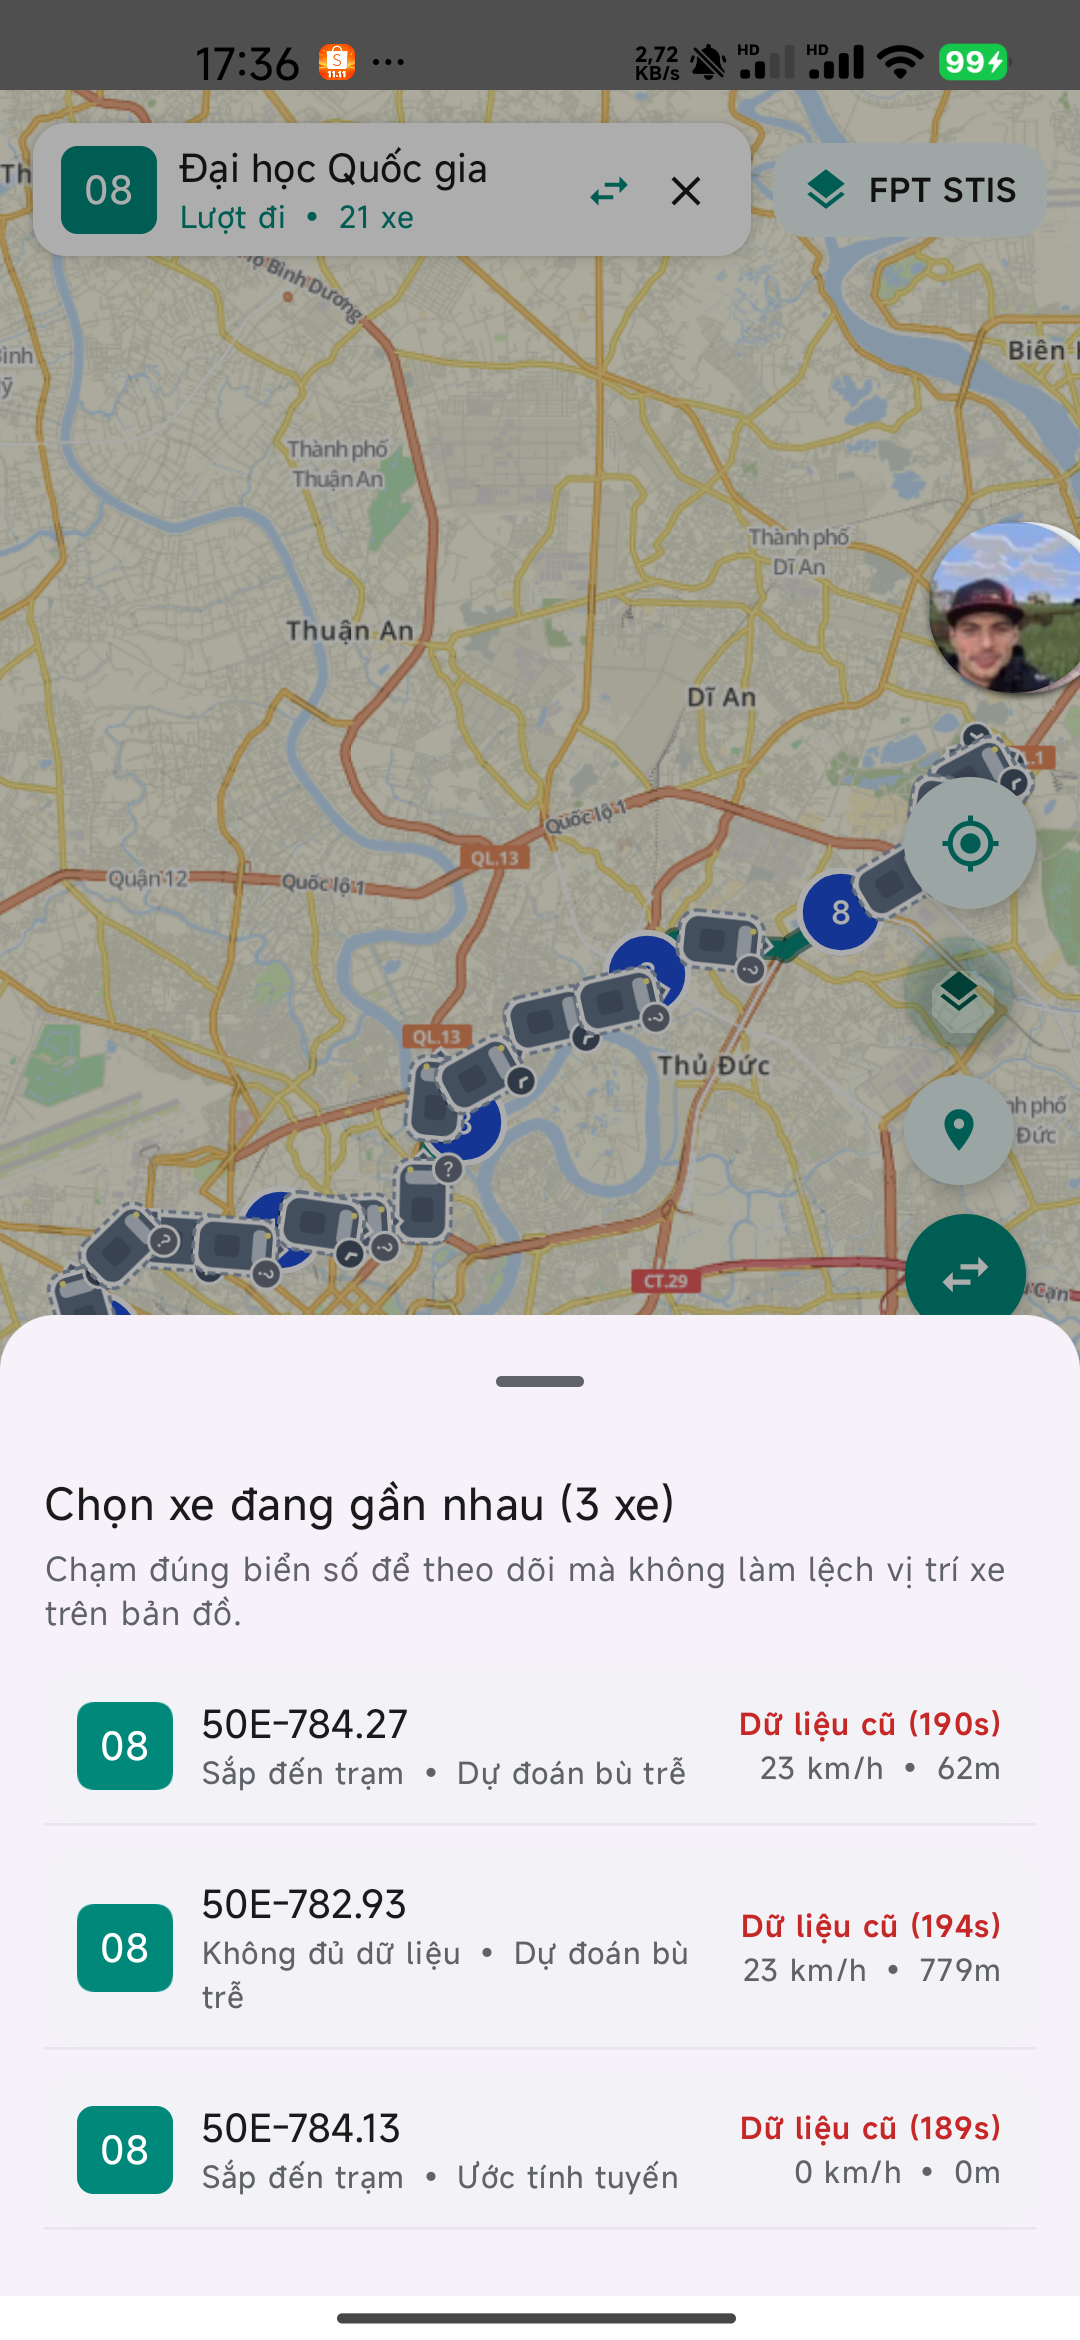 17:36
2,72
KB/s
HD
HD
99
08
Đại học Quốc gia
Lượt đi • 21 xe
FPT STIS
Bình Dương
Biên
Thành phố
Thuận An
Thành phố
Dĩ An
Thuận An
Dĩ An
Quốc lộ 1
QL.13
Quận 12
Quốc lộ 1
8
QL.13
Thủ Đức
?
Đức
CT.29
Chọn xe đang gần nhau (3 xe)
Chạm đúng biển số để theo dõi mà không làm lệch vị trí xe
trên bản đồ.
08
50E-784.27
Sắp đến trạm • Dự đoán bù trễ
Dữ liệu cũ (190s)
23 km/h • 62m
08
50E-782.93
Không đủ dữ liệu • Dự đoán bù
trễ
Dữ liệu cũ (194s)
23 km/h • 779m
08
50E-784.13
Sắp đến trạm • Ước tính tuyến
Dữ liệu cũ (189s)
0 km/h • 0m